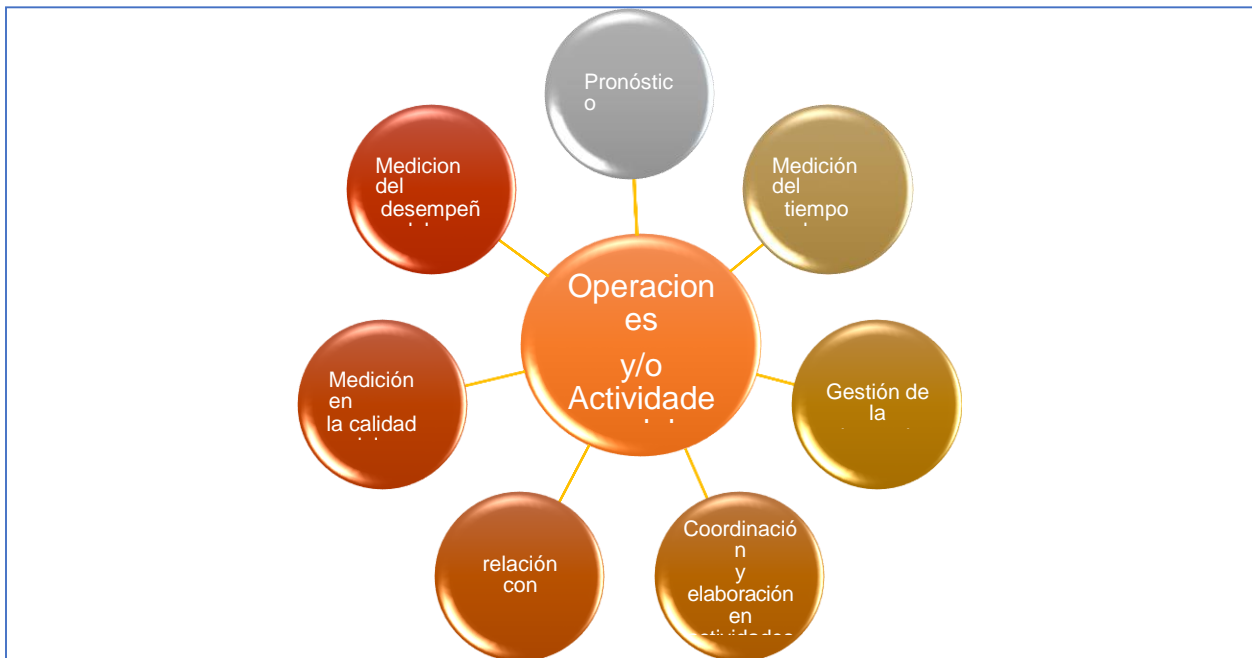 Pronóstic
o
Medición
del
tiempo
Gestión de
la
Coordinació
n
y
elaboración
en
actividades
relación
con
Medición
en
la calidad
Medicion
del
desempeñ
Operacion
es
y/o
Actividade